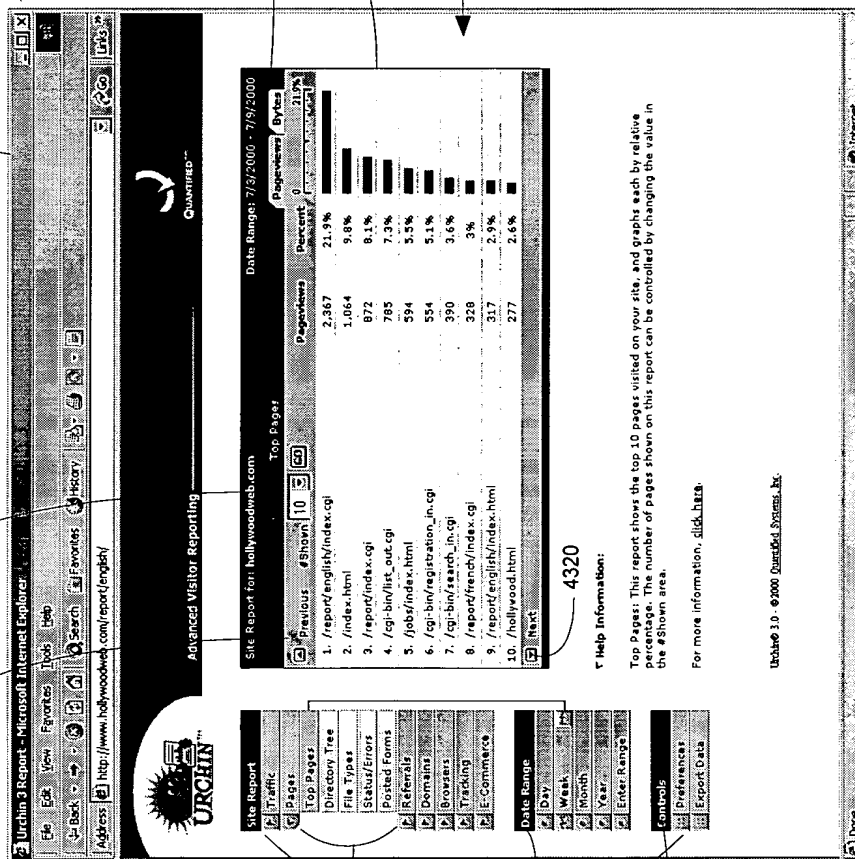 Urchin 3 Report - Microsoft Internet Explorer
File Edit View Favorites Tools Help
Back Search Favorites History
Address http://www.hollywoodweb.com/report/english/ Go Links »
URCHIN™
Advanced Visitor Reporting
QUANTIFIED™
Site Report
Traffic
Pages
Top Pages
Directory Tree
File Types
Status/Errors
Posted Forms
Referrals
Domains
Browsers
Tracking
E-Commerce
Date Range
Day
Week
Month
Year
Enter Range
Controls
Preferences
Export Data
Site Report for: hollywoodweb.com Date Range: 7/3/2000 - 7/9/2000
Top Pages Pageviews Bytes
Previous #Shown 10 GO Pageviews Percent 0 21.9%
1. /report/english/index.cgi 2,367 21.9%
2. /index.html 1,064 9.8%
3. /report/index.cgi 872 8.1%
4. /cgi-bin/list_out.cgi 785 7.3%
5. /jobs/index.html 594 5.5%
6. /cgi-bin/registration_in.cgi 554 5.1%
7. /cgi-bin/search_in.cgi 390 3.6%
8. /report/french/index.cgi 328 3%
9. /report/english/index.html 317 2.9%
10. /hollywood.html 277 2.6%
Next
4320
Help Information:
Top Pages: This report shows the top 10 pages visited on your site, and graphs each by relative
percentage. The number of pages shown on this report can be controlled by changing the value in
the #Shown area.
For more information, click here.
Urchin® 3.0 - ©2000 Quantified Systems, Inc.
Done Internet